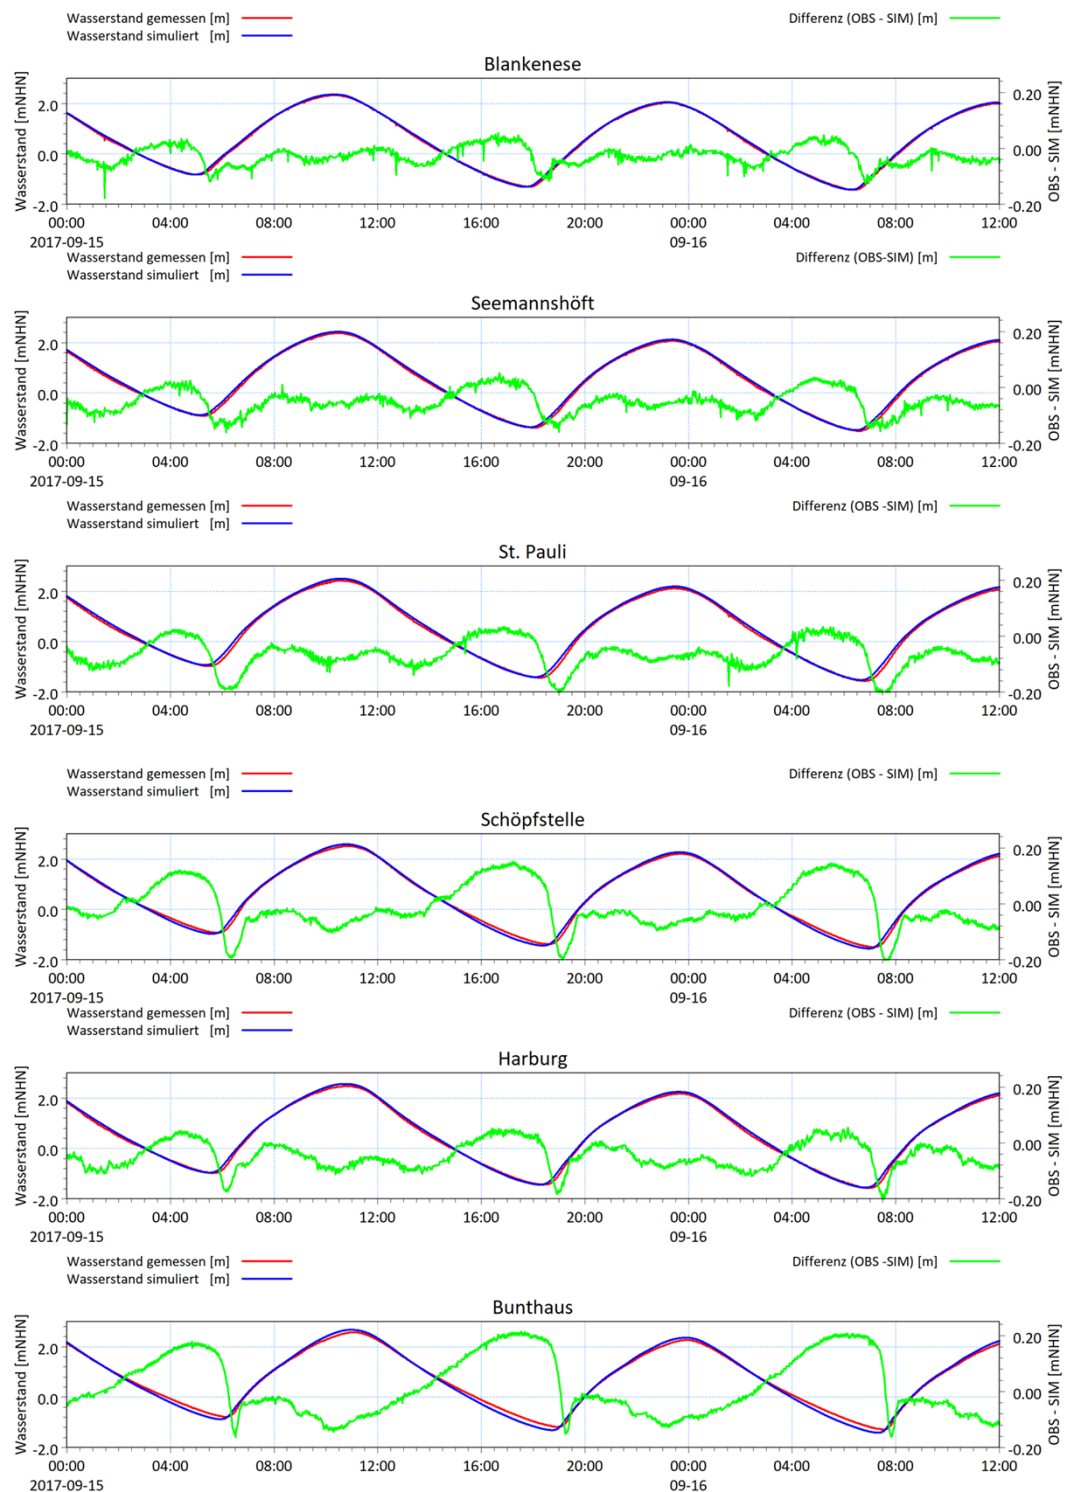 Wasserstand gemessen [m] Differenz (OBS - SIM) [m]
Wasserstand simuliert [m]
Blankenese
Wasserstand [mNHN]
2.0
0.0
-2.0
0.20
0.00
-0.20
OBS - SIM [mNHN]
00:00 04:00 08:00 12:00 16:00 20:00 00:00 04:00 08:00 12:00
2017-09-15 09-16
Wasserstand gemessen [m] Differenz (OBS-SIM) [m]
Wasserstand simuliert [m]
Seemannshöft
Wasserstand [mNHN]
2.0
0.0
-2.0
0.20
0.00
-0.20
OBS - SIM [mNHN]
00:00 04:00 08:00 12:00 16:00 20:00 00:00 04:00 08:00 12:00
2017-09-15 09-16
Wasserstand gemessen [m] Differenz (OBS -SIM) [m]
Wasserstand simuliert [m]
St. Pauli
Wasserstand [mNHN]
2.0
0.0
-2.0
0.20
0.00
-0.20
OBS - SIM [mNHN]
00:00 04:00 08:00 12:00 16:00 20:00 00:00 04:00 08:00 12:00
2017-09-15 09-16
Wasserstand gemessen [m] Differenz (OBS - SIM) [m]
Wasserstand simuliert [m]
Schöpfstelle
Wasserstand [mNHN]
2.0
0.0
-2.0
0.20
0.00
-0.20
OBS - SIM [mNHN]
00:00 04:00 08:00 12:00 16:00 20:00 00:00 04:00 08:00 12:00
2017-09-15 09-16
Wasserstand gemessen [m] Differenz (OBS - SIM) [m]
Wasserstand simuliert [m]
Harburg
Wasserstand [mNHN]
2.0
0.0
-2.0
0.20
0.00
-0.20
OBS - SIM [mNHN]
00:00 04:00 08:00 12:00 16:00 20:00 00:00 04:00 08:00 12:00
2017-09-15 09-16
Wasserstand gemessen [m] Differenz (OBS -SIM) [m]
Wasserstand simuliert [m]
Bunthaus
Wasserstand [mNHN]
2.0
0.0
-2.0
0.20
0.00
-0.20
OBS - SIM [mNHN]
00:00 04:00 08:00 12:00 16:00 20:00 00:00 04:00 08:00 12:00
2017-09-15 09-16